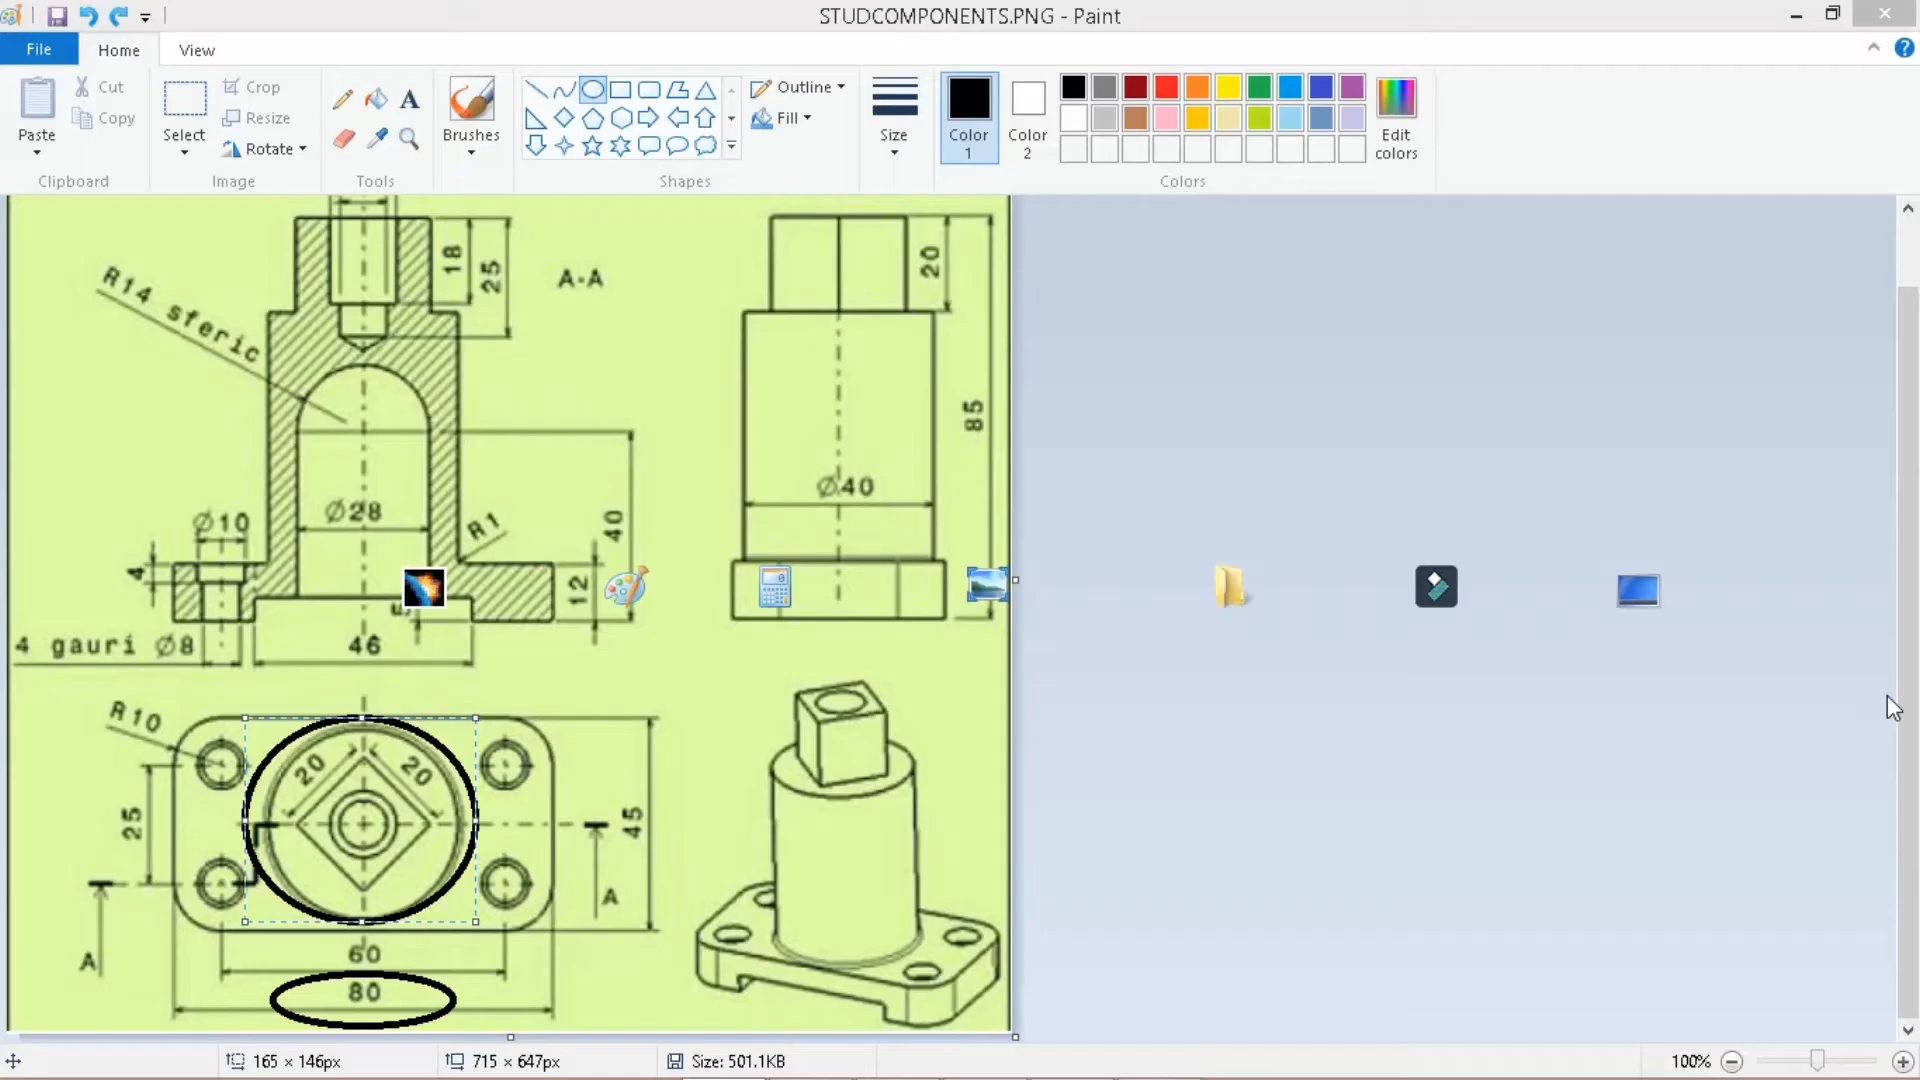 STUDCOMPONENTS.PNG - Paint
File
Home
View
Paste
Cut
Copy
Clipboard
Select
Crop
Resize
Rotate
Image
A
Tools
Brushes
Shapes
Outline
Fill
Size
Color
1
Color
2
Colors
Edit
colors
R14 sferic
18
25
A-A
20
85
Ø40
Ø28
Ø10
R1
40
4
12
4 gauri Ø8
46
R10
20
20
25
45
A
A
60
80
165 × 146px
715 × 647px
Size: 501.1KB
100%